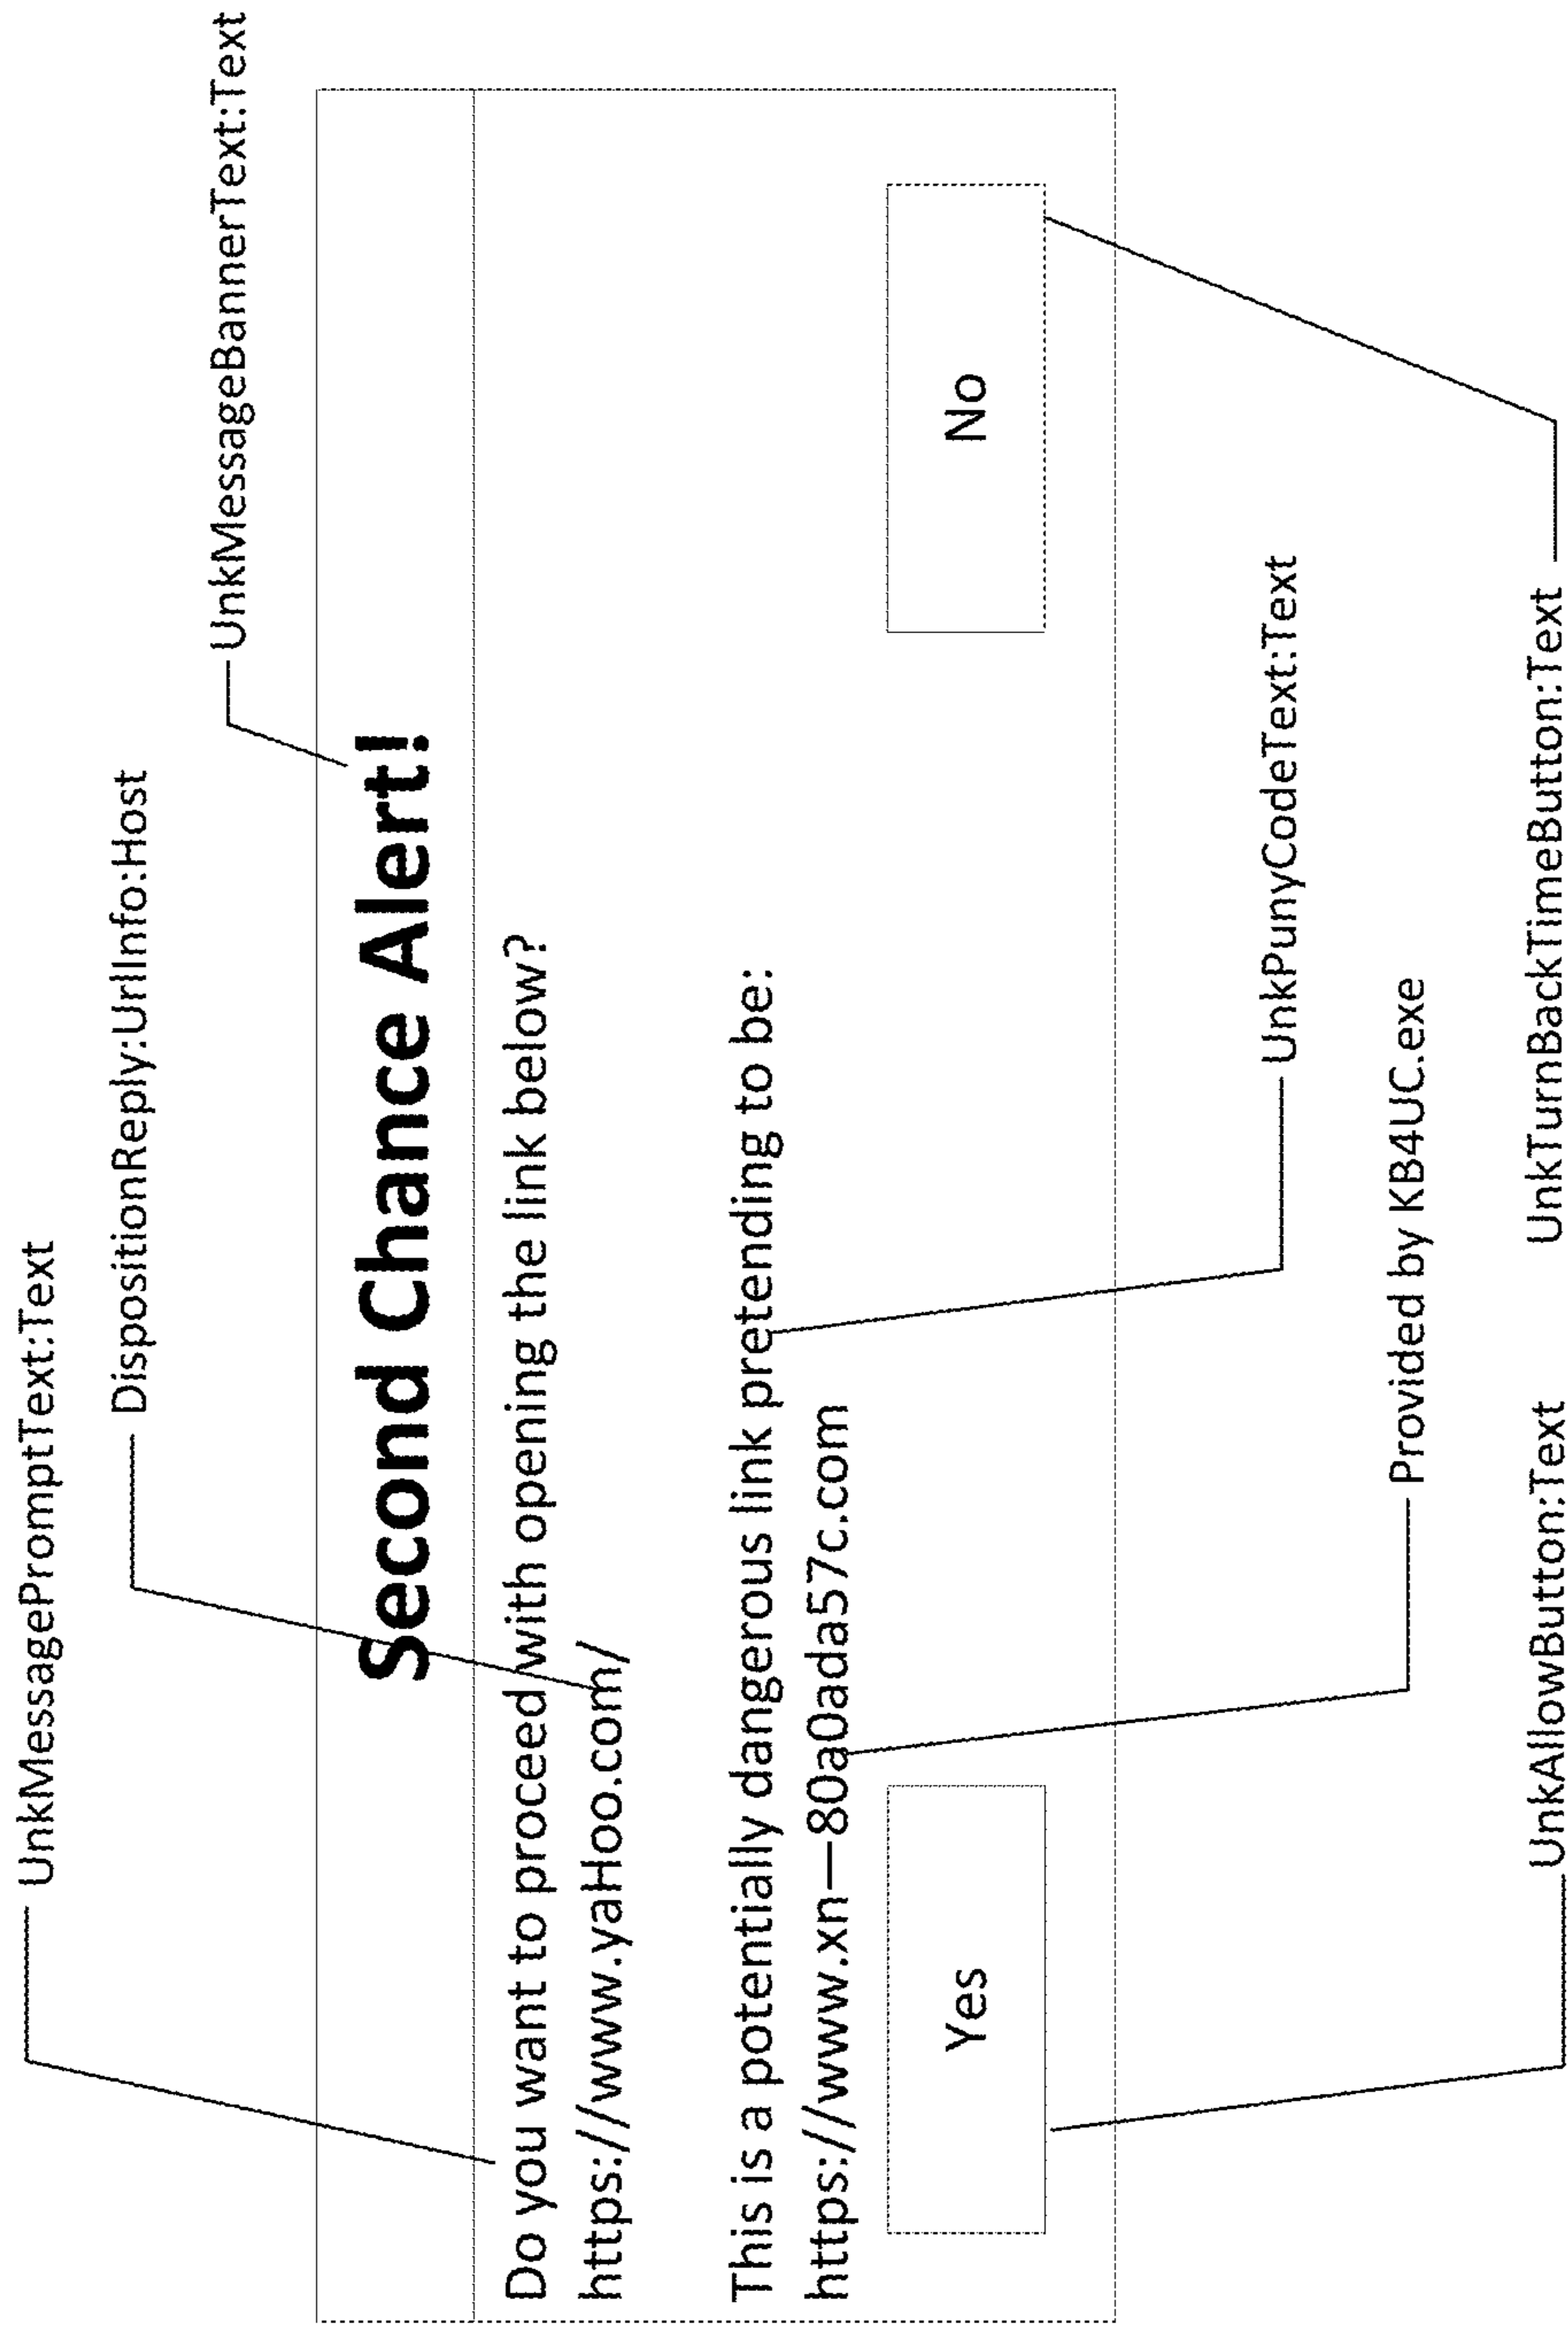 UnkMessagePromptText:Text
DispositionReply:UrlInfo:Host
UnkMessageBannerText:Text
Second Chance Alert!
Do you want to proceed with opening the link below?
https://www.yaHoo.com/
This is a potentially dangerous link pretending to be:
https://www.xn—80a0ada57c.com
Yes
No
UnkPunyCodeText:Text
Provided by KB4UC.exe
UnkAllowButton:Text
UnkTurnBackTimeButton:Text